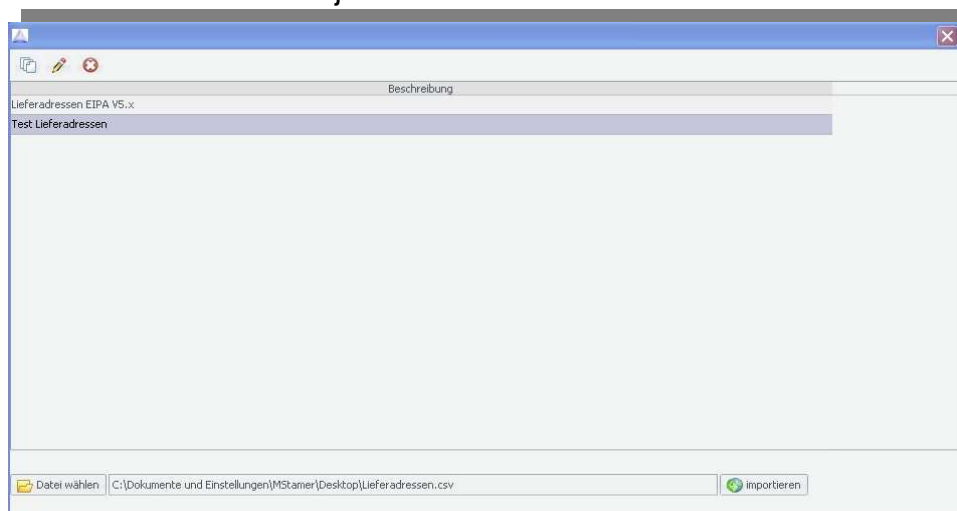 Beschreibung
Lieferadressen EIPA V5.x
Test Lieferadressen
Datei wählen C:\Dokumente und Einstellungen\MStamer\Desktop\Lieferadressen.csv importieren